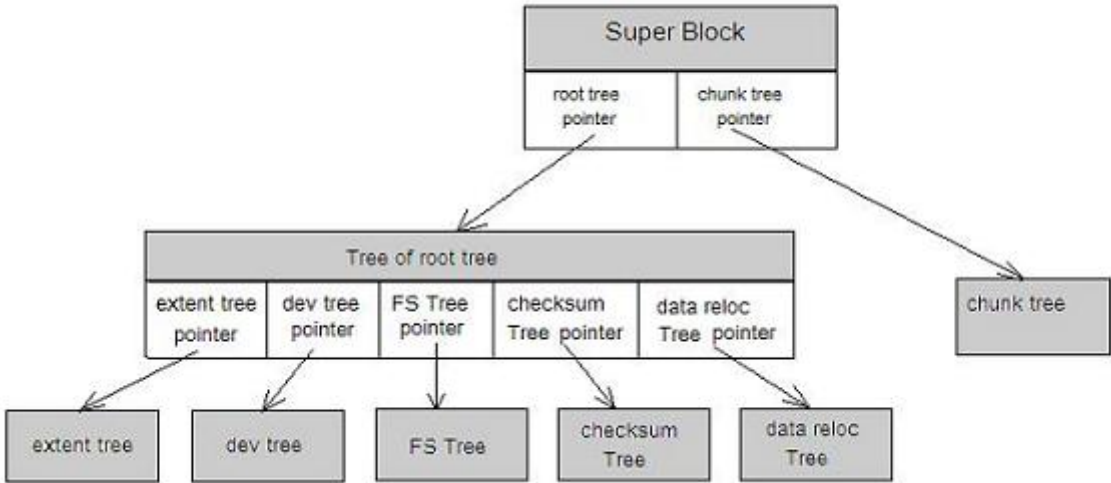 Super Block
root tree
pointer
chunk tree
pointer
Tree of root tree
extent tree
pointer
dev tree
pointer
FS Tree
pointer
checksum
Tree pointer
data reloc
Tree pointer
chunk tree
extent tree
dev tree
FS Tree
checksum
Tree
data reloc
Tree